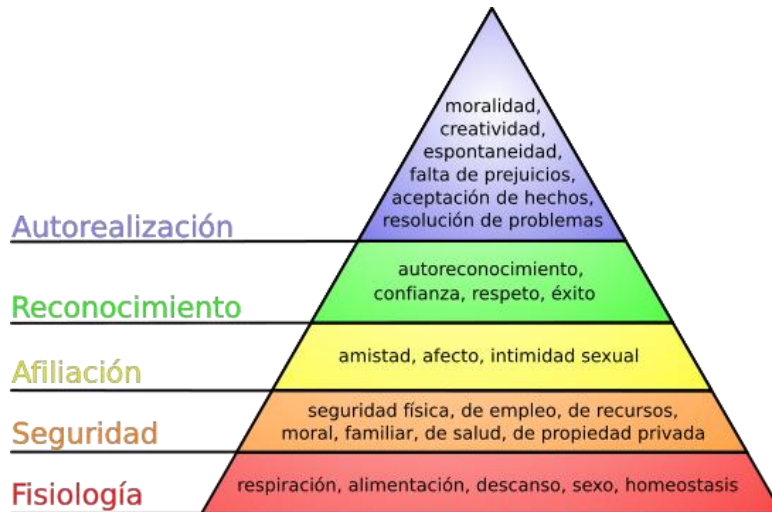 moralidad,
creatividad,
espontaneidad,
falta de prejuicios,
aceptación de hechos,
resolución de problemas
Autorealización
autoreconocimiento,
confianza, respeto, éxito
Reconocimiento
amistad, afecto, intimidad sexual
Afiliación
seguridad física, de empleo, de recursos,
moral, familiar, de salud, de propiedad privada
Seguridad
respiración, alimentación, descanso, sexo, homeostasis
Fisiología